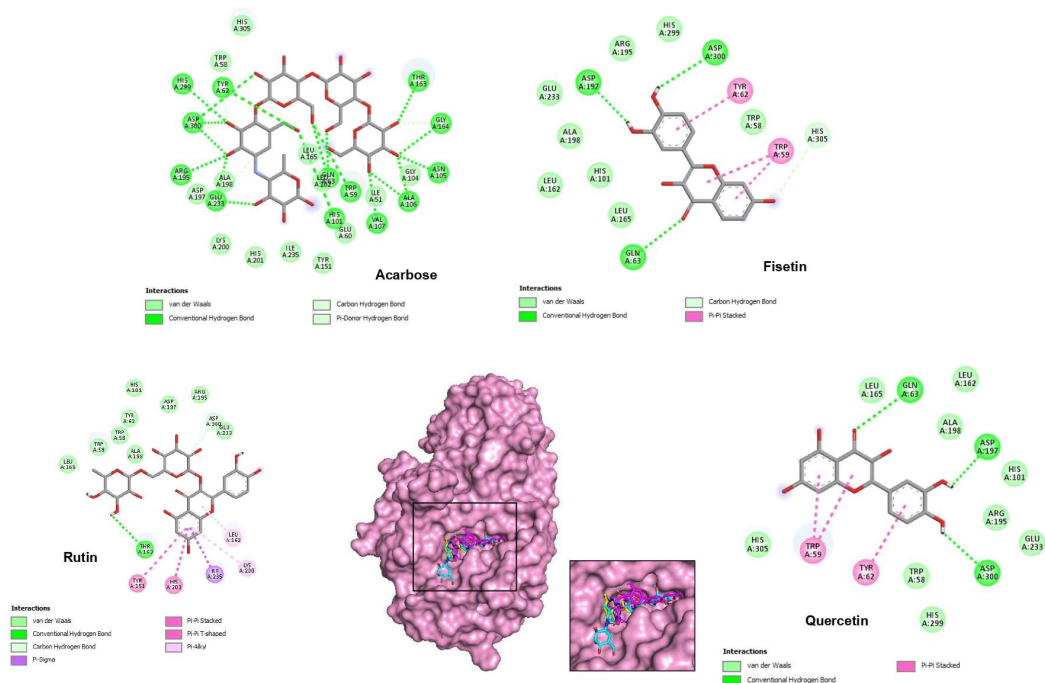 HIS
A:305
TRP
A:58
HIS
A:299
TYR
A:62
THR
A:163
ASP
A:300
GLY
A:164
LEU
A:165
ARG
A:195
ALA
A:198
GLN
A:63
TRP
A:59
GLY
A:104
ASN
A:105
ASP
A:197
GLU
A:233
ILE
A:51
ALA
A:106
HIS
A:101
VAL
A:107
GLU
A:60
LYS
A:200
HIS
A:201
ILE
A:235
TYR
A:151
Acarbose
Interactions
van der Waals
Conventional Hydrogen Bond
Carbon Hydrogen Bond
Pi-Donor Hydrogen Bond
HIS
A:299
ARG
A:195
ASP
A:300
ASP
A:197
GLU
A:233
TYR
A:62
TRP
A:58
ALA
A:198
HIS
A:305
TRP
A:59
HIS
A:101
LEU
A:162
LEU
A:165
GLN
A:63
Fisetin
Interactions
van der Waals
Conventional Hydrogen Bond
Carbon Hydrogen Bond
Pi-Pi Stacked
HIS
A:101
ARG
A:195
ASP
A:197
TYR
A:62
ASP
A:300
GLU
A:233
TRP
A:58
TRP
A:59
ALA
A:198
LEU
A:165
LEU
A:162
THR
A:163
TYR
A:151
HIS
A:201
ILE
A:235
LYS
A:200
Rutin
Interactions
van der Waals
Conventional Hydrogen Bond
Carbon Hydrogen Bond
Pi-Sigma
Pi-Pi Stacked
Pi-Pi T-shaped
Pi-Alkyl
LEU
A:165
GLN
A:63
LEU
A:162
ALA
A:198
ASP
A:197
HIS
A:101
ARG
A:195
GLU
A:233
HIS
A:305
TRP
A:59
TYR
A:62
TRP
A:58
ASP
A:300
HIS
A:299
Quercetin
Interactions
van der Waals
Conventional Hydrogen Bond
Pi-Pi Stacked